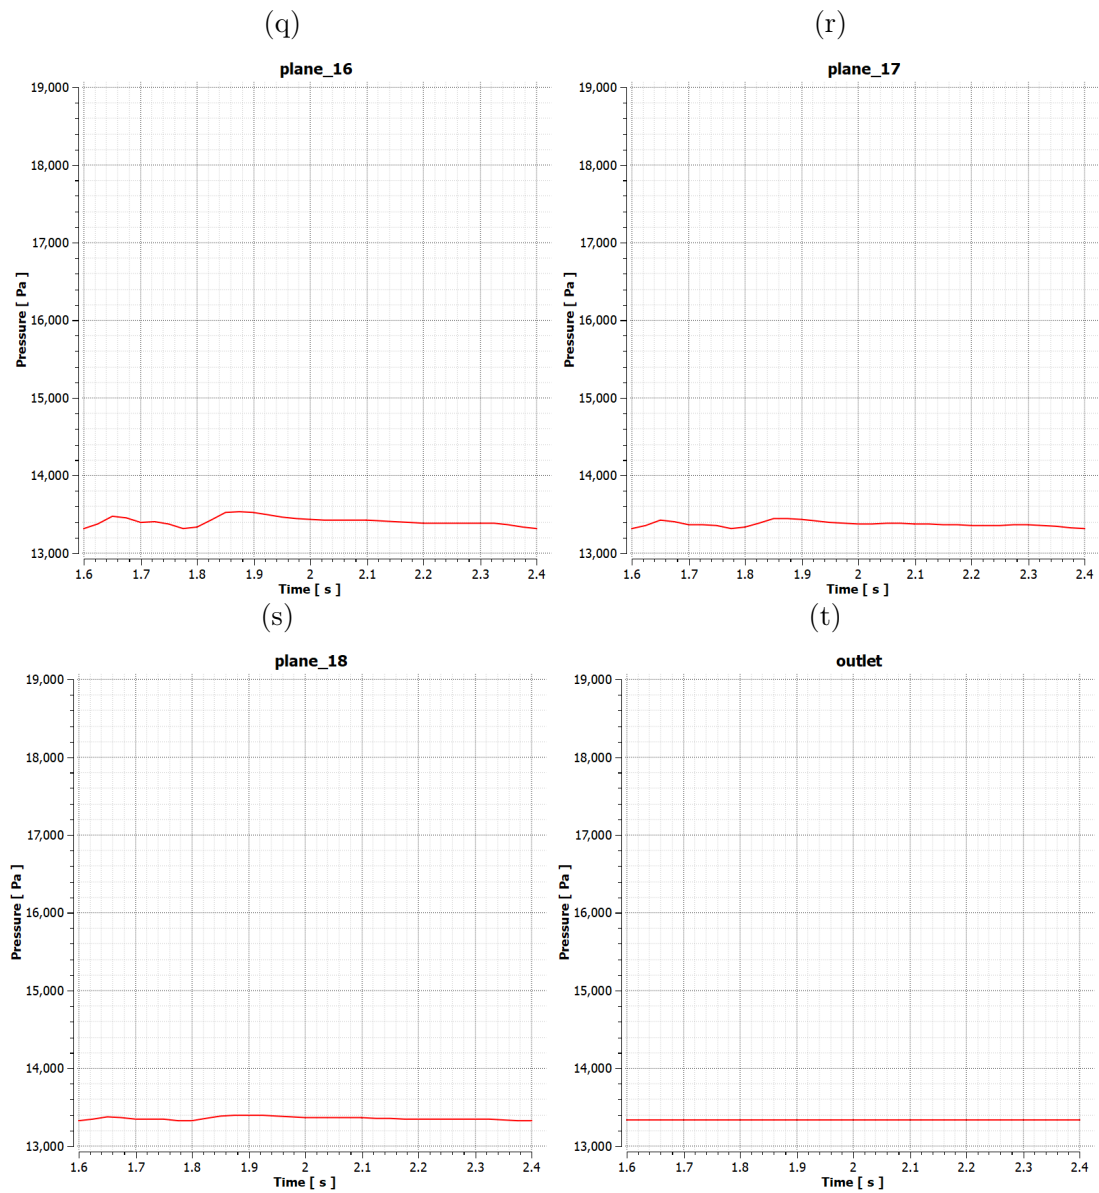 (q)
(r)
plane_16
19,000
18,000
17,000
16,000
15,000
14,000
13,000
Pressure [ Pa ]
1.6 1.7 1.8 1.9 2 2.1 2.2 2.3 2.4
Time [ s ]
plane_17
19,000
18,000
17,000
16,000
15,000
14,000
13,000
Pressure [ Pa ]
1.6 1.7 1.8 1.9 2 2.1 2.2 2.3 2.4
Time [ s ]
(s)
(t)
plane_18
19,000
18,000
17,000
16,000
15,000
14,000
13,000
Pressure [ Pa ]
1.6 1.7 1.8 1.9 2 2.1 2.2 2.3 2.4
Time [ s ]
outlet
19,000
18,000
17,000
16,000
15,000
14,000
13,000
Pressure [ Pa ]
1.6 1.7 1.8 1.9 2 2.1 2.2 2.3 2.4
Time [ s ]